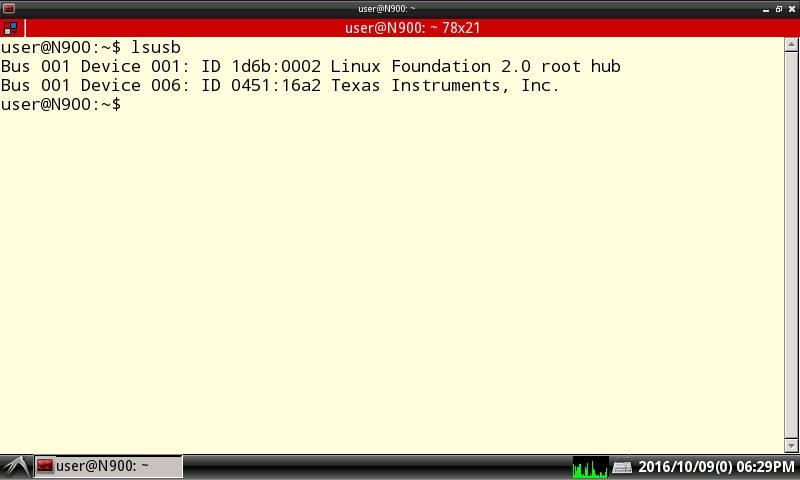 user@N900: ~
user@N900: ~ 78x21
user@N900:~$ lsusb
Bus 001 Device 001: ID 1d6b:0002 Linux Foundation 2.0 root hub
Bus 001 Device 006: ID 0451:16a2 Texas Instruments, Inc.
user@N900:~$
user@N900: ~
2016/10/09(0) 06:29PM